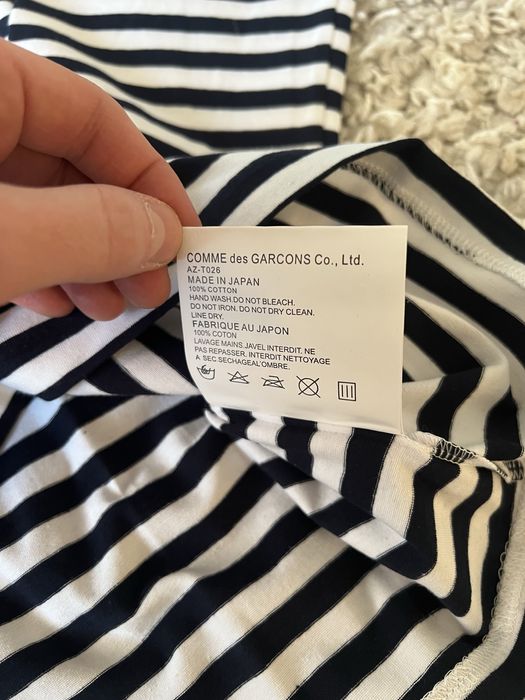 COMME des GARCONS Co., Ltd.
AZ-T026
MADE IN JAPAN
100% COTTON
HAND WASH.DO NOT BLEACH.
DO NOT IRON. DO NOT DRY CLEAN.
LINE DRY.
FABRIQUE AU JAPON
100% COTON
LAVAGE MAINS.JAVEL INTERDIT. NE
PAS REPASSER. INTERDIT NETTOYAGE
A SEC.SECHAGEAL'OMBRE.